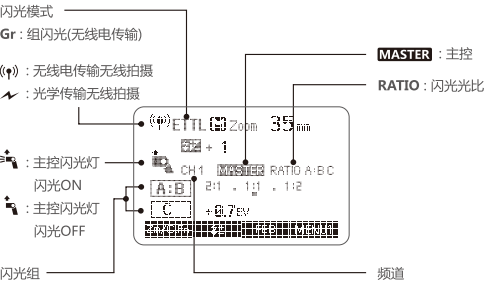 闪光模式
Gr : 组闪光(无线电传输)
: 无线电传输无线拍摄
: 光学传输无线拍摄
: 主控闪光灯
闪光ON
: 主控闪光灯
闪光OFF
闪光组
MASTER : 主控
RATIO : 闪光光比
频道
ETTL Zoom 35mm
+ 1
CH1 MASTER RATIO A:B C
A:B 2:1 . 1:1 . 1:2
C +0.7EV
MENU1